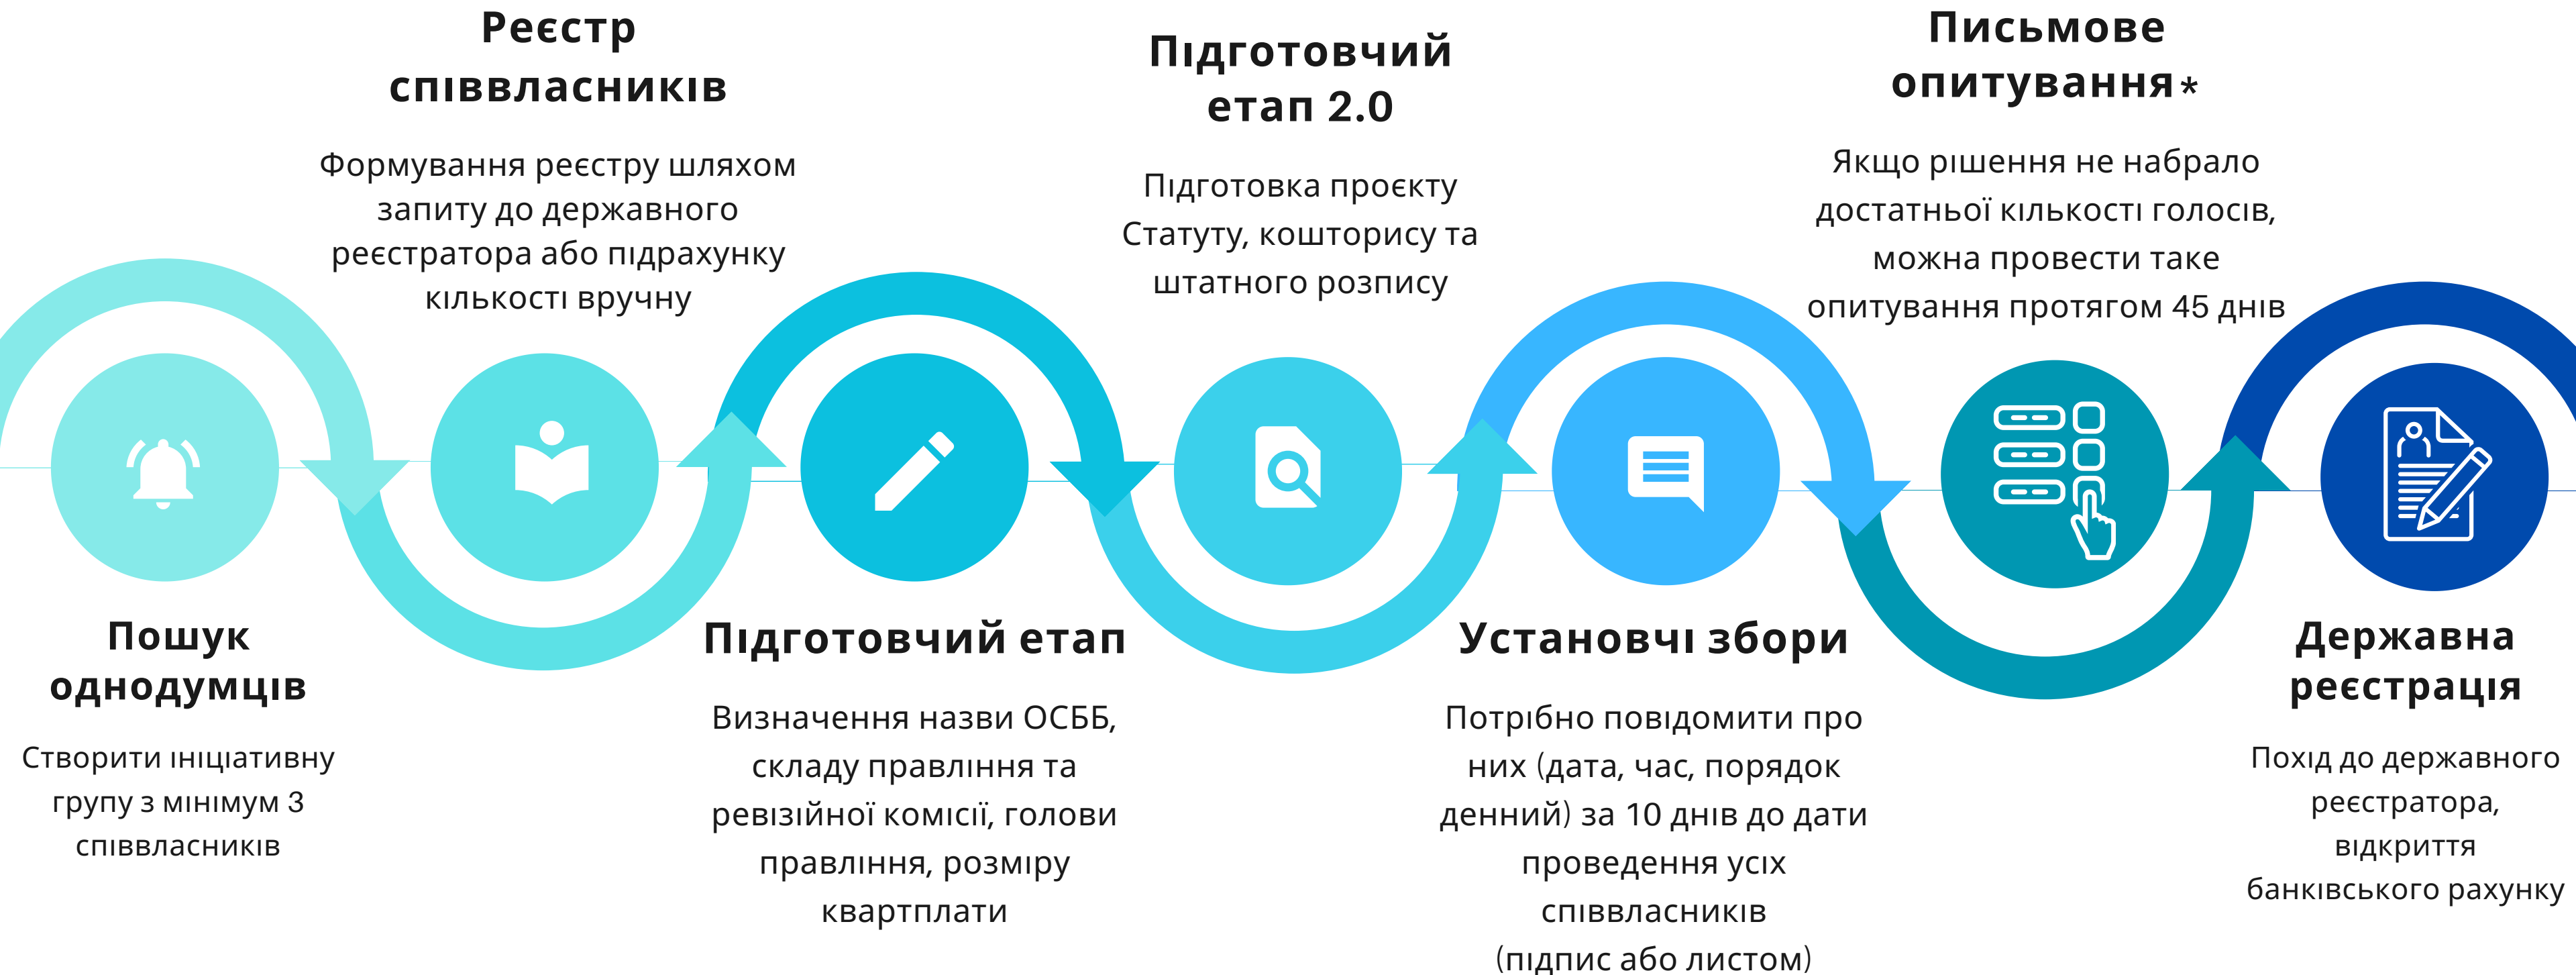 Пошук
однодумців
Створити ініціативну
групу з мінімум 3
співвласників
Реєстр
співвласників
Формування реєстру шляхом
запиту до державного
реєстратора або підрахунку
кількості вручну
Підготовчий етап
Визначення назви ОСББ,
складу правління та
ревізійної комісії, голови
правління, розміру
квартплати
Підготовчий
етап 2.0
Підготовка проєкту
Статуту, кошторису та
штатного розпису
Установчі збори
Потрібно повідомити про
них (дата, час, порядок
денний) за 10 днів до дати
проведення усіх
співвласників
(підпис або листом)
Письмове
опитування*
Якщо рішення не набрало
достатньої кількості голосів,
можна провести таке
опитування протягом 45 днів
Державна
реєстрація
Похід до державного
реєстратора,
відкриття
банківського рахунку